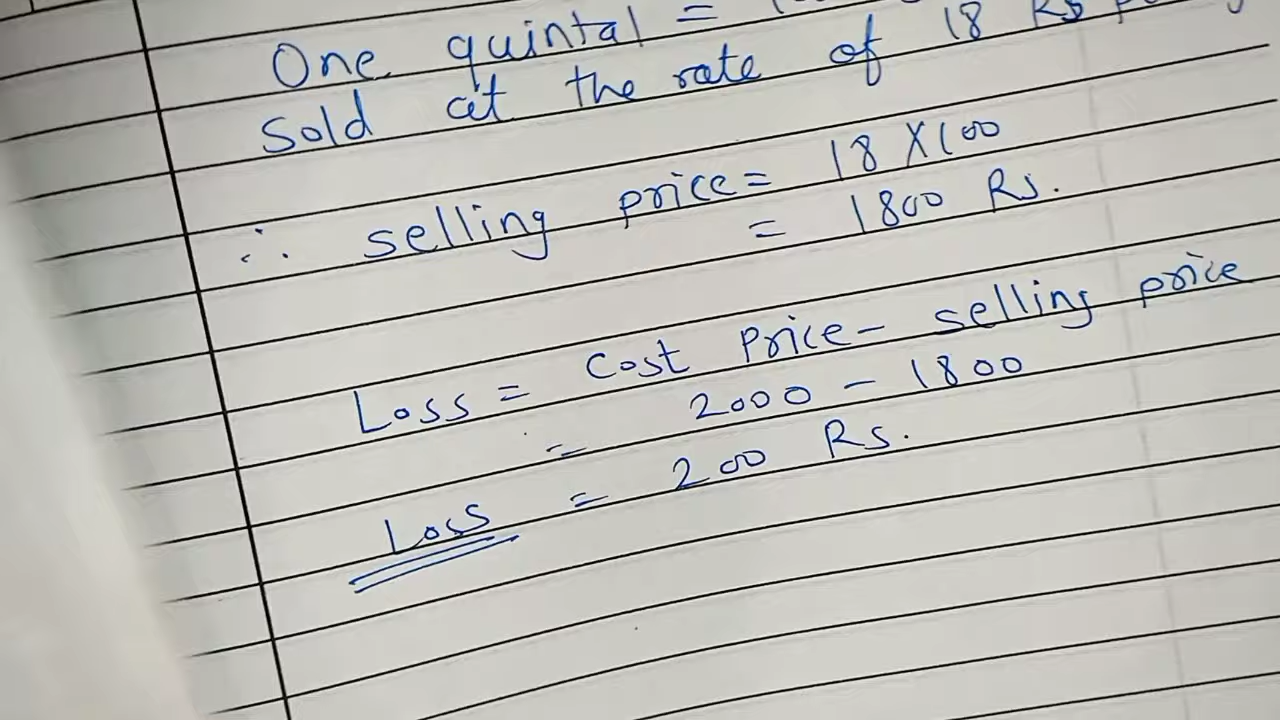 One quintal =
Sold at the rate of 18 Rs
∴ selling price = 18 X 100
= 1800 Rs.
Loss = Cost Price - selling price
= 2000 - 1800
Loss = 200 Rs.